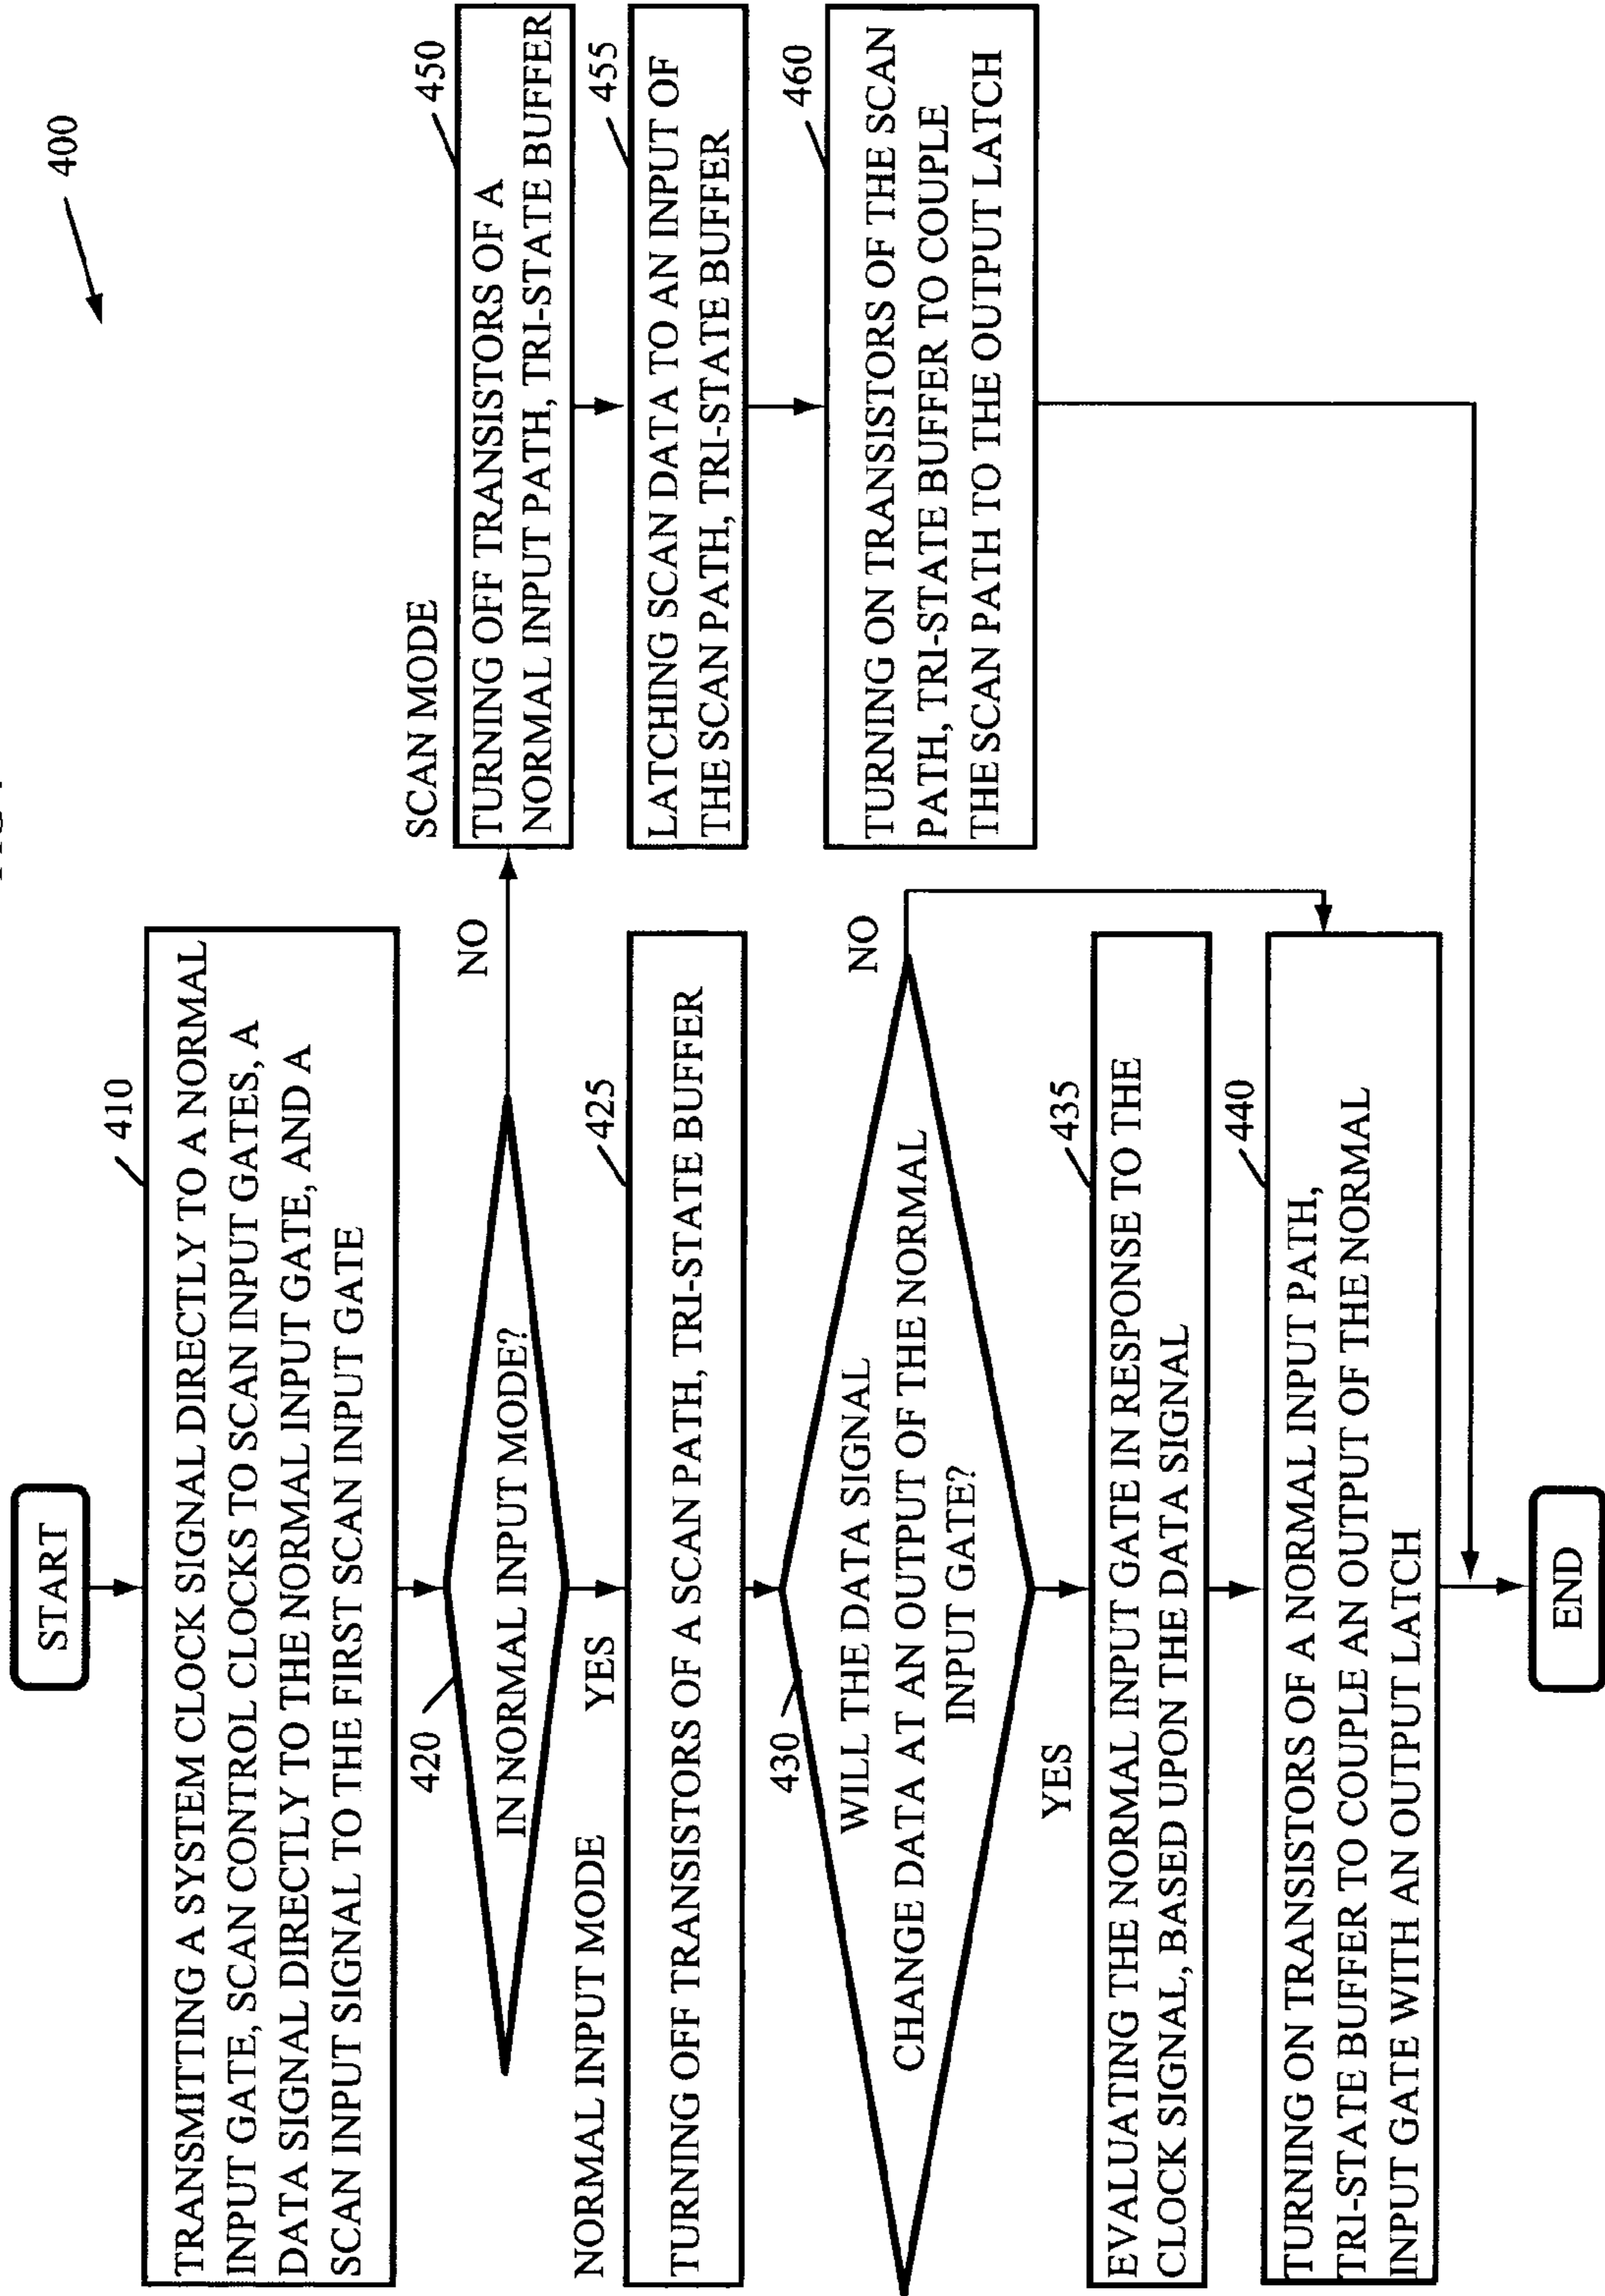 400
START
410
TRANSMITTING A SYSTEM CLOCK SIGNAL DIRECTLY TO A NORMAL
INPUT GATE, SCAN CONTROL CLOCKS TO SCAN INPUT GATES, A
DATA SIGNAL DIRECTLY TO THE NORMAL INPUT GATE, AND A
SCAN INPUT SIGNAL TO THE FIRST SCAN INPUT GATE
420
IN NORMAL INPUT MODE?
NO
YES
NORMAL INPUT MODE
425
TURNING OFF TRANSISTORS OF A SCAN PATH, TRI-STATE BUFFER
430
WILL THE DATA SIGNAL
CHANGE DATA AT AN OUTPUT OF THE NORMAL
INPUT GATE?
NO
YES
435
EVALUATING THE NORMAL INPUT GATE IN RESPONSE TO THE
CLOCK SIGNAL, BASED UPON THE DATA SIGNAL
440
TURNING ON TRANSISTORS OF A NORMAL INPUT PATH,
TRI-STATE BUFFER TO COUPLE AN OUTPUT OF THE NORMAL
INPUT GATE WITH AN OUTPUT LATCH
SCAN MODE
450
TURNING OFF TRANSISTORS OF A
NORMAL INPUT PATH, TRI-STATE BUFFER
455
LATCHING SCAN DATA TO AN INPUT OF
THE SCAN PATH, TRI-STATE BUFFER
460
TURNING ON TRANSISTORS OF THE SCAN
PATH, TRI-STATE BUFFER TO COUPLE
THE SCAN PATH TO THE OUTPUT LATCH
END